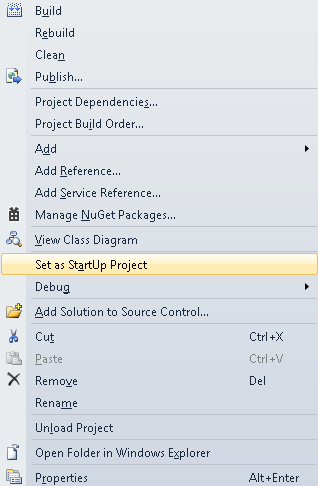 Build
Rebuild
Clean
Publish...
Project Dependencies...
Project Build Order...
Add
Add Reference...
Add Service Reference...
Manage NuGet Packages...
View Class Diagram
Set as StartUp Project
Debug
Add Solution to Source Control...
Cut Ctrl+X
Paste Ctrl+V
Remove Del
Rename
Unload Project
Open Folder in Windows Explorer
Properties Alt+Enter